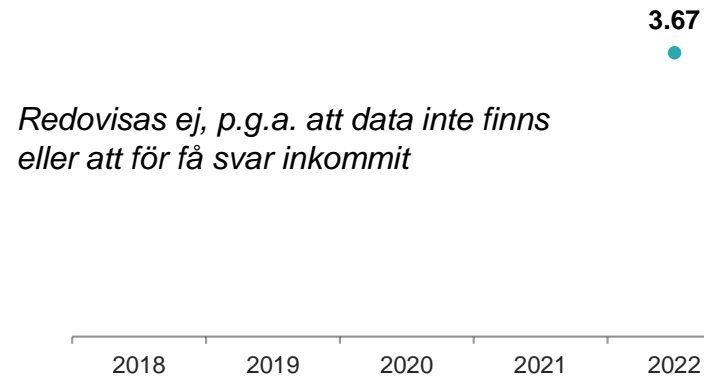 3.67
Redovisas ej, p.g.a. att data inte finns
eller att för få svar inkommit
2018 2019 2020 2021 2022